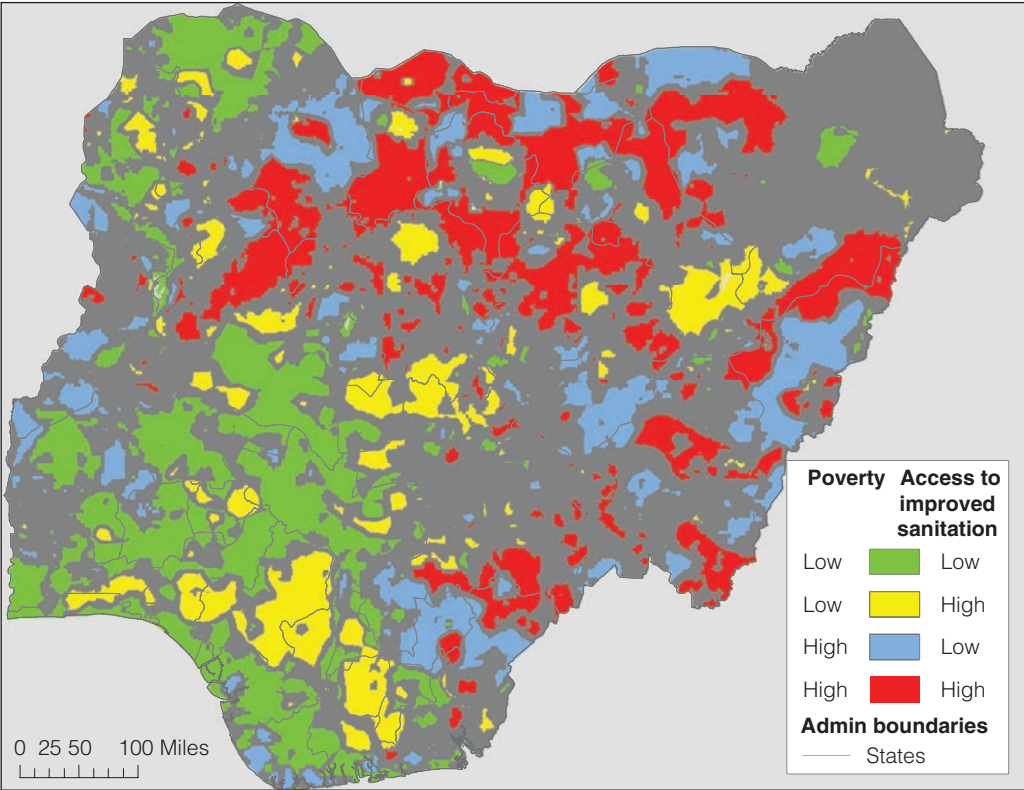 Poverty Access to
improved
sanitation
Low Low
Low High
High Low
High High
Admin boundaries
States
0 25 50 100 Miles